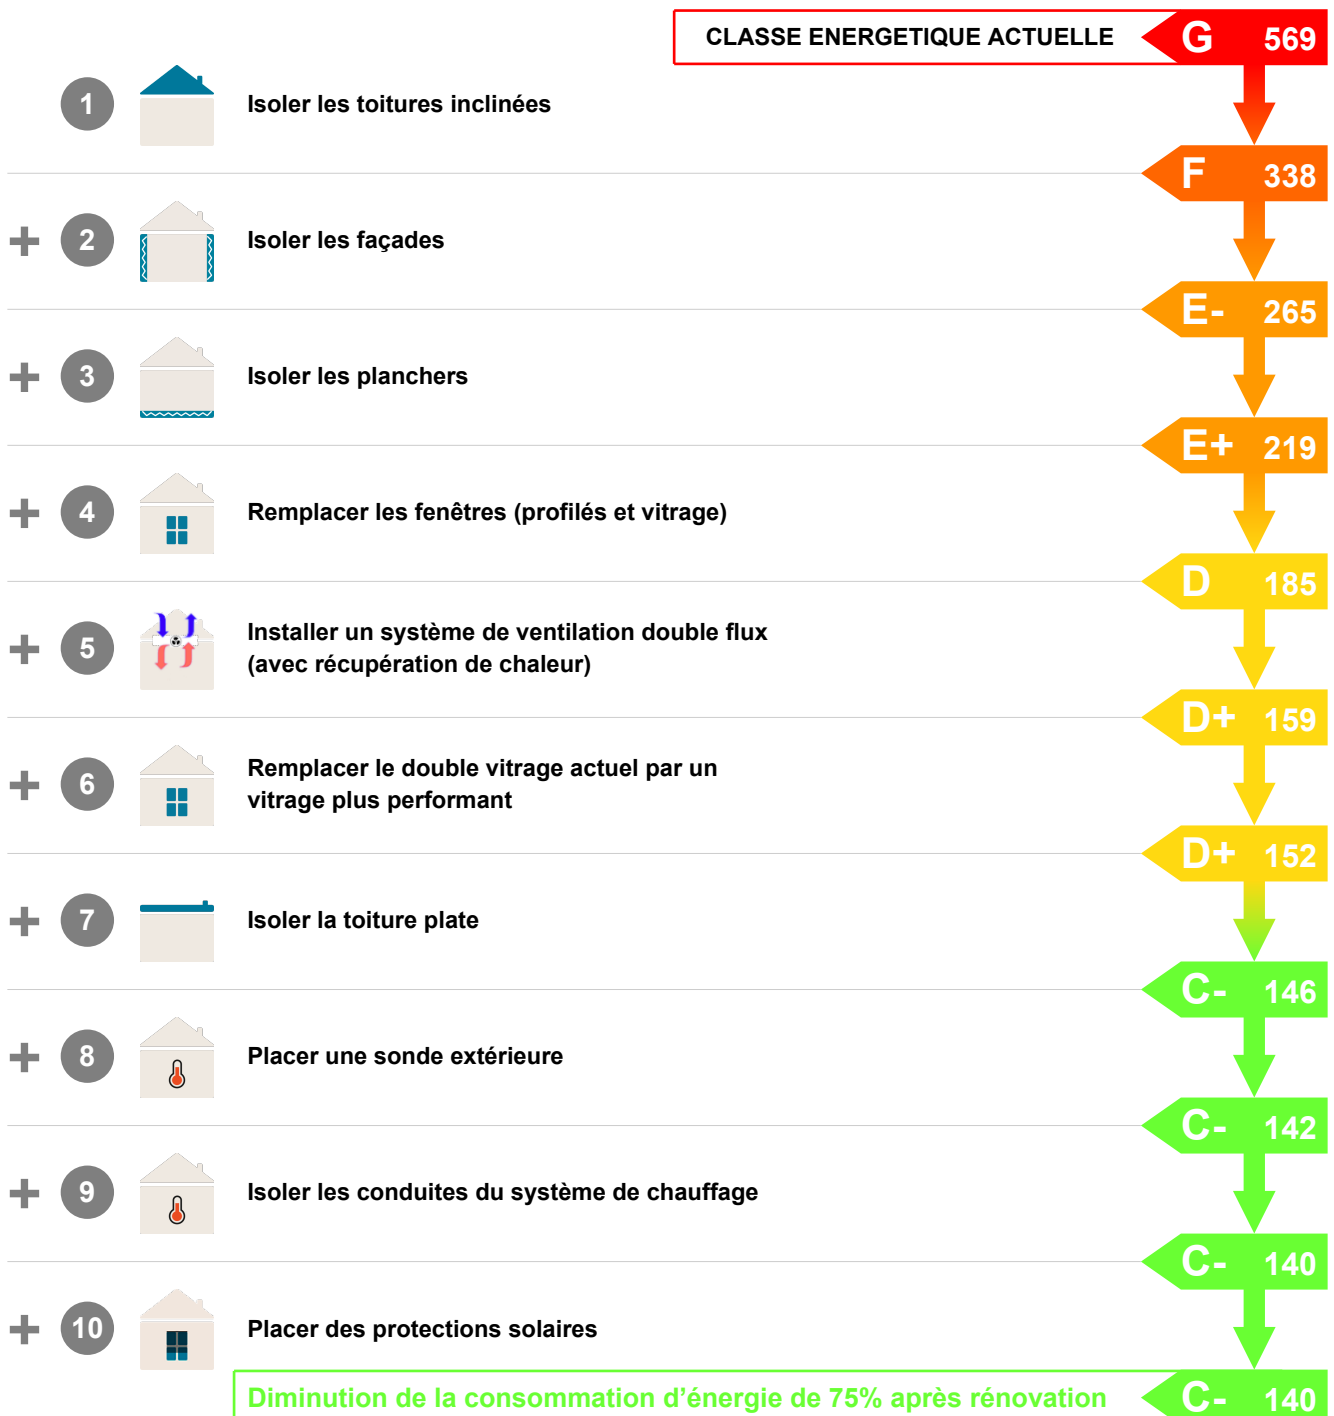 CLASSE ENERGETIQUE ACTUELLE G 569
1 Isoler les toitures inclinées
F 338
+ 2 Isoler les façades
E- 265
+ 3 Isoler les planchers
E+ 219
+ 4 Remplacer les fenêtres (profilés et vitrage)
D 185
+ 5 Installer un système de ventilation double flux
(avec récupération de chaleur)
D+ 159
+ 6 Remplacer le double vitrage actuel par un
vitrage plus performant
D+ 152
+ 7 Isoler la toiture plate
C- 146
+ 8 Placer une sonde extérieure
C- 142
+ 9 Isoler les conduites du système de chauffage
C- 140
+ 10 Placer des protections solaires
Diminution de la consommation d’énergie de 75% après rénovation C- 140